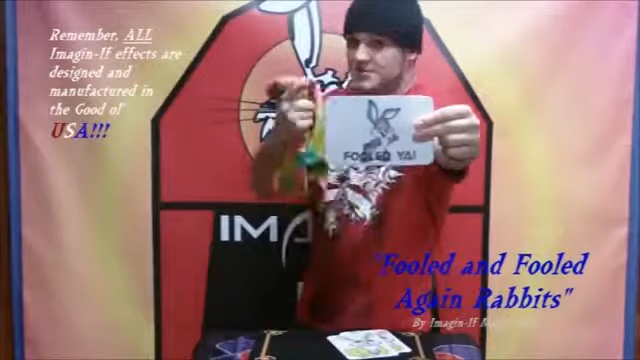 Remember, ALL
Imagin-If effects are
designed and
manufactured in
the Good ol'
USA!!!
FOOLED YA!
IMA
"Fooled and Fooled
Again Rabbits"
By Imagin-If